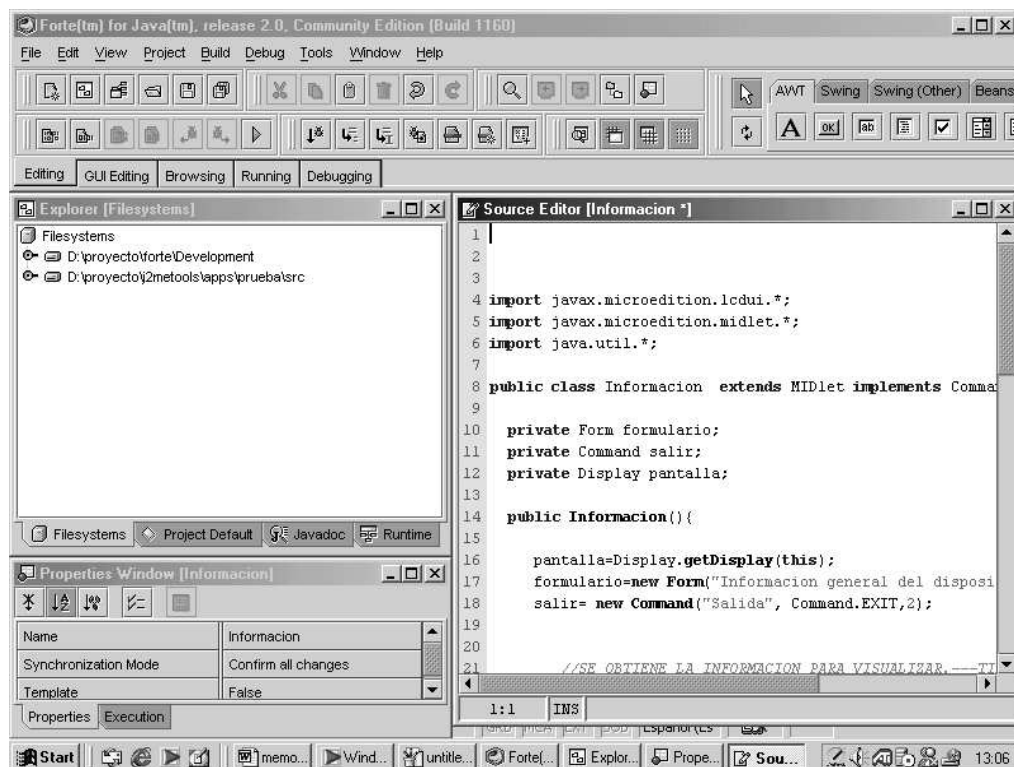 Forte(tm) for Java(tm), release 2.0, Community Edition (Build 1160)
File Edit View Project Build Debug Tools Window Help
AWT Swing Swing (Other) Beans
A OK ab
Editing GUI Editing Browsing Running Debugging
Explorer [Filesystems]
Filesystems
D:\proyecto\forte\Development
D:\proyecto\j2metools\apps\prueba\src
Filesystems Project Default Javadoc Runtime
Properties Window [Informacion]
Name Informacion
Synchronization Mode Confirm all changes
Template False
Properties Execution
Source Editor [Informacion *]
1
2
3
4 import javax.microedition.lcdui.*;
5 import javax.microedition.midlet.*;
6 import java.util.*;
7
8 public class Informacion  extends MIDlet implements Comma
9
10 private Form formulario;
11 private Command salir;
12 private Display pantalla;
13
14 public Informacion(){
15
16 pantalla=Display.getDisplay(this);
17 formulario=new Form("Informacion general del disposi
18 salir= new Command("Salida", Command.EXIT,2);
19
20
21 //SE OBTIENE LA INFORMACION PARA VISUALIZAR.---TI
1:1 INS
Start memo... Wind... untitle... Forte(... Explor... Prope... Sou... 13:06